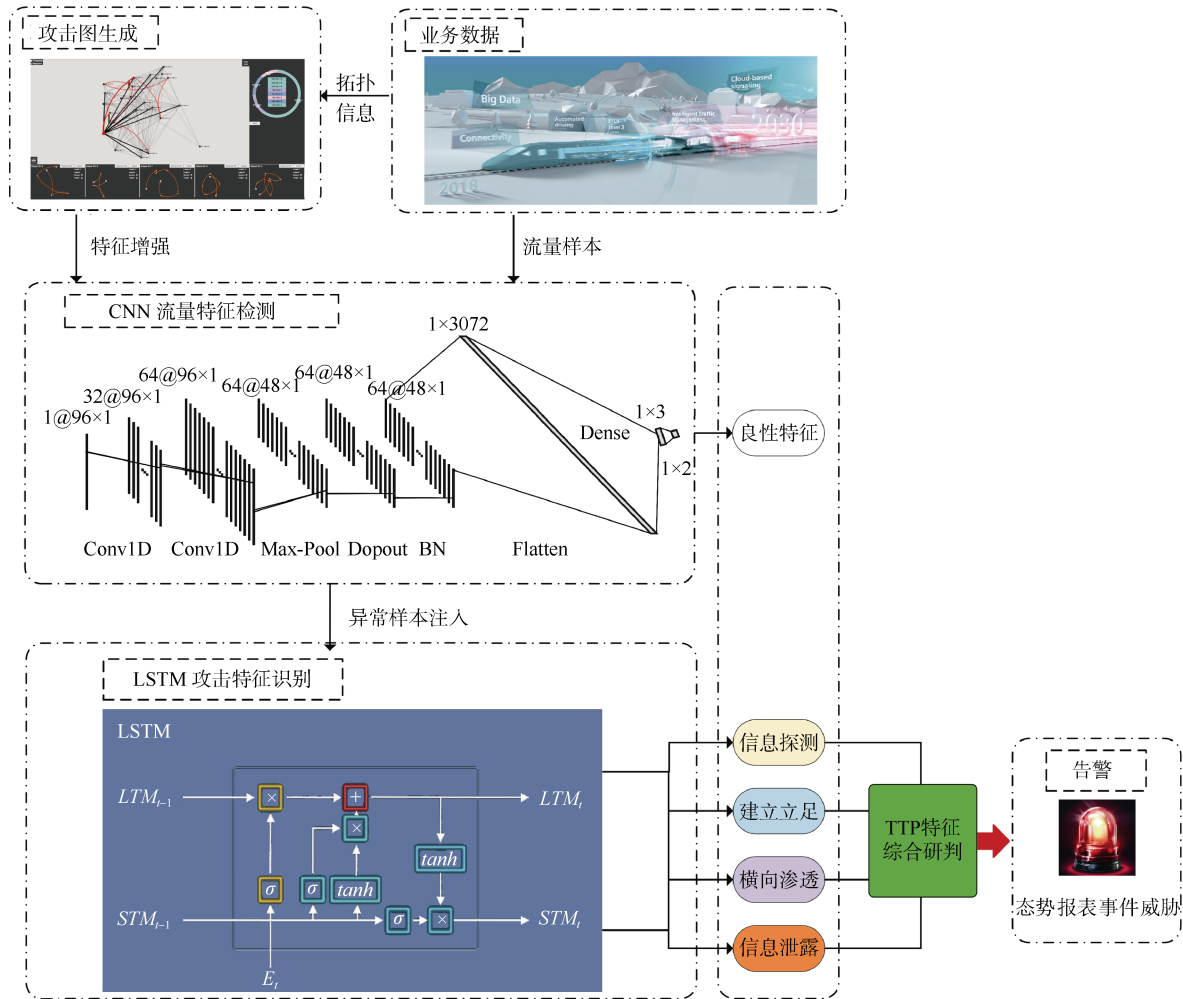 攻击图生成
业务数据
拓扑
信息
Big Data
Cloud-based
signaling
Automated
driving
level 3
Intelligent Traffic
Management
2030
Connectivity
2018
特征增强
流量样本
CNN 流量特征检测
1@96×1
32@96×1
64@96×1
64@48×1
64@48×1
64@48×1
1×3072
Dense
1×3
1×2
Conv1D
Conv1D
Max-Pool
Dopout
BN
Flatten
良性特征
异常样本注入
LSTM 攻击特征识别
LSTM
LTMt−1
×
+
LTMt
×
tanh
σ
σ
tanh
STMt−1
σ
×
STMt
Et
信息探测
建立立足
横向渗透
信息泄露
TTP特征
综合研判
告警
态势报表事件威胁